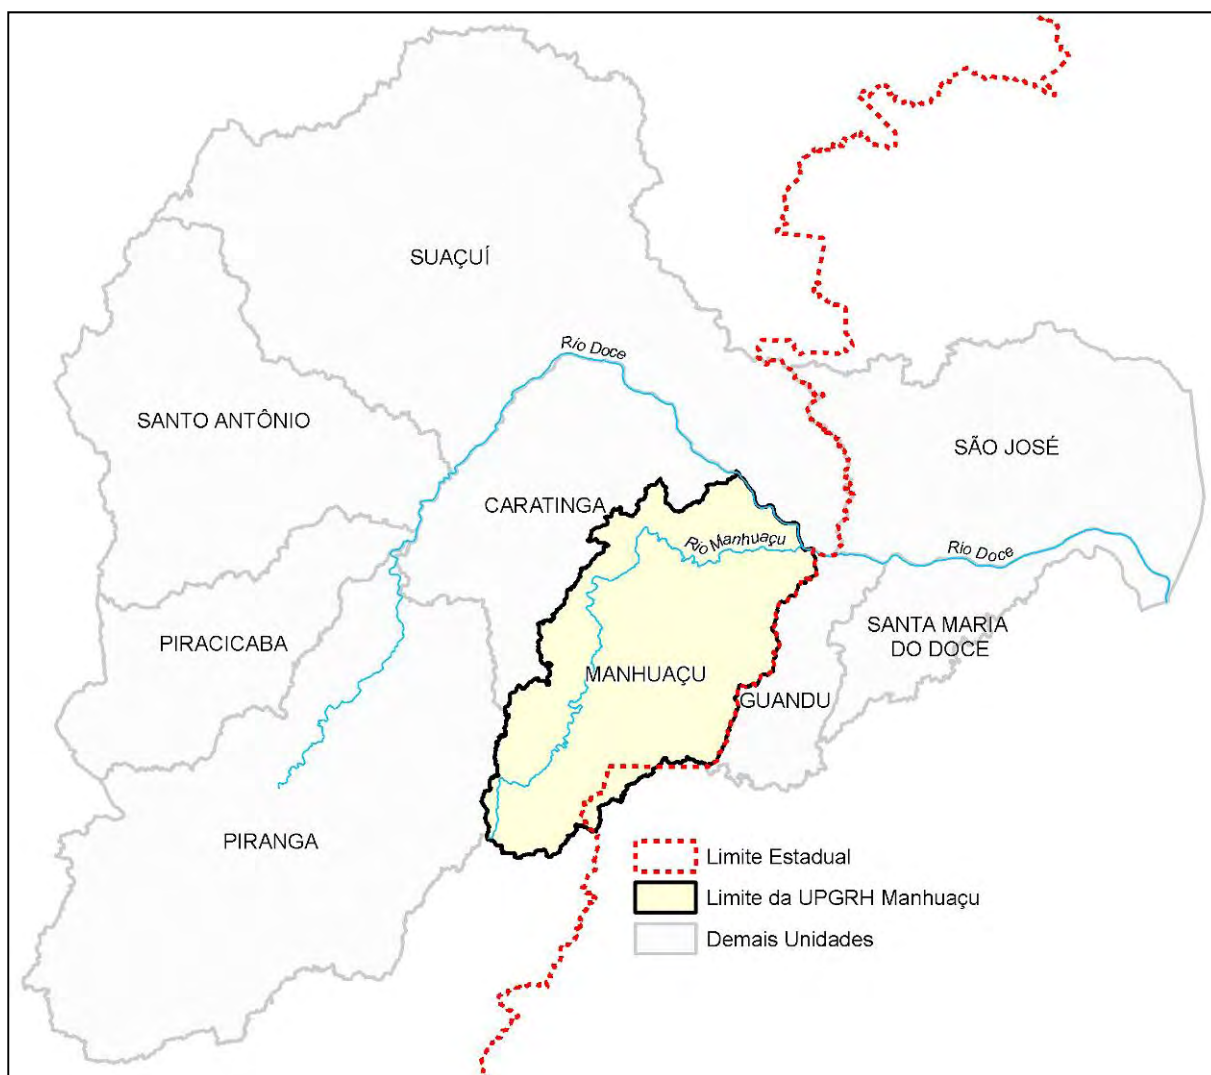 SUAÇUÍ
Rio Doce
SANTO ANTÔNIO
SÃO JOSÉ
CARATINGA
Rio Manhuaçu
Rio Doce
PIRACICABA
SANTA MARIA
DO DOCE
MANHUAÇU
GUANDU
PIRANGA
Limite Estadual
Limite da UPGRH Manhuaçu
Demais Unidades